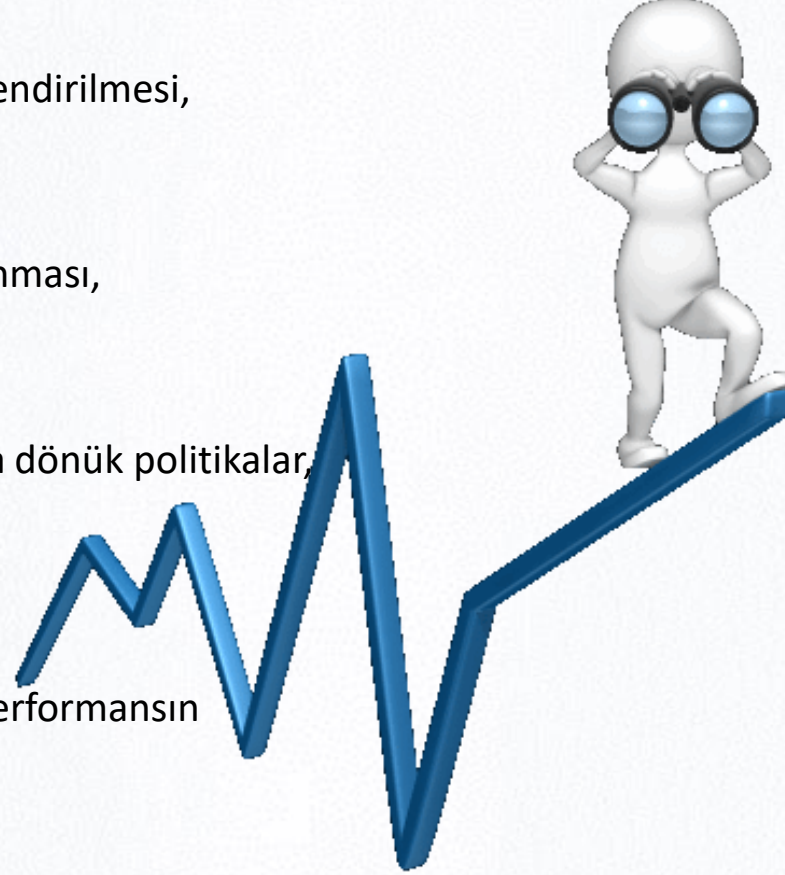 endirilmesi,
nması,
dönük politikalar,
erformansın